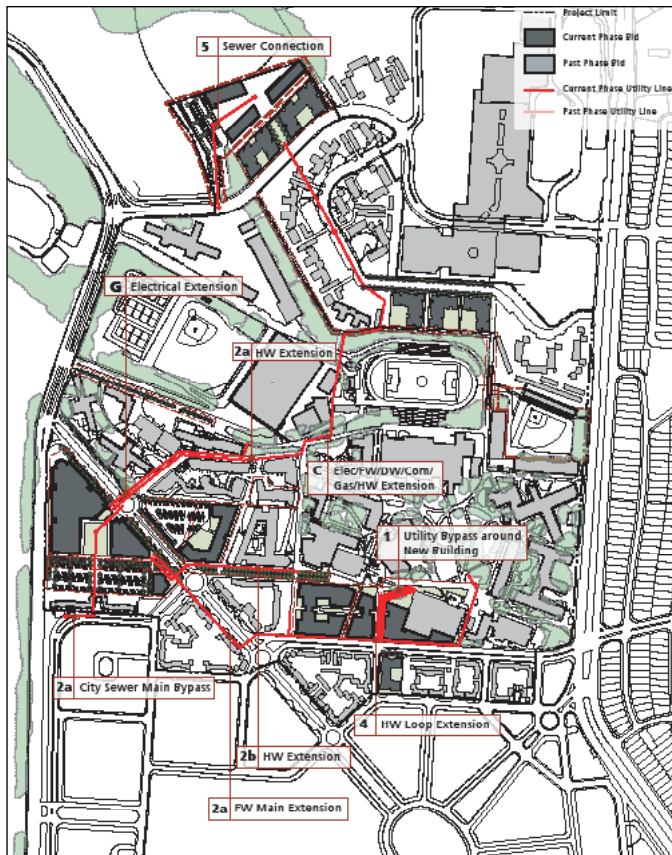 Project Limit
5 Sewer Connection
Current Phase Bld
Past Phase Bld
Current Phase Utility Line
Past Phase Utility Line
G Electrical Extension
2a HW Extension
C Elec/FW/DW/Com/
Gas/HW Extension
1 Utility Bypass around
New Building
2a City Sewer Main Bypass
4 HW Loop Extension
2b HW Extension
2a FW Main Extension